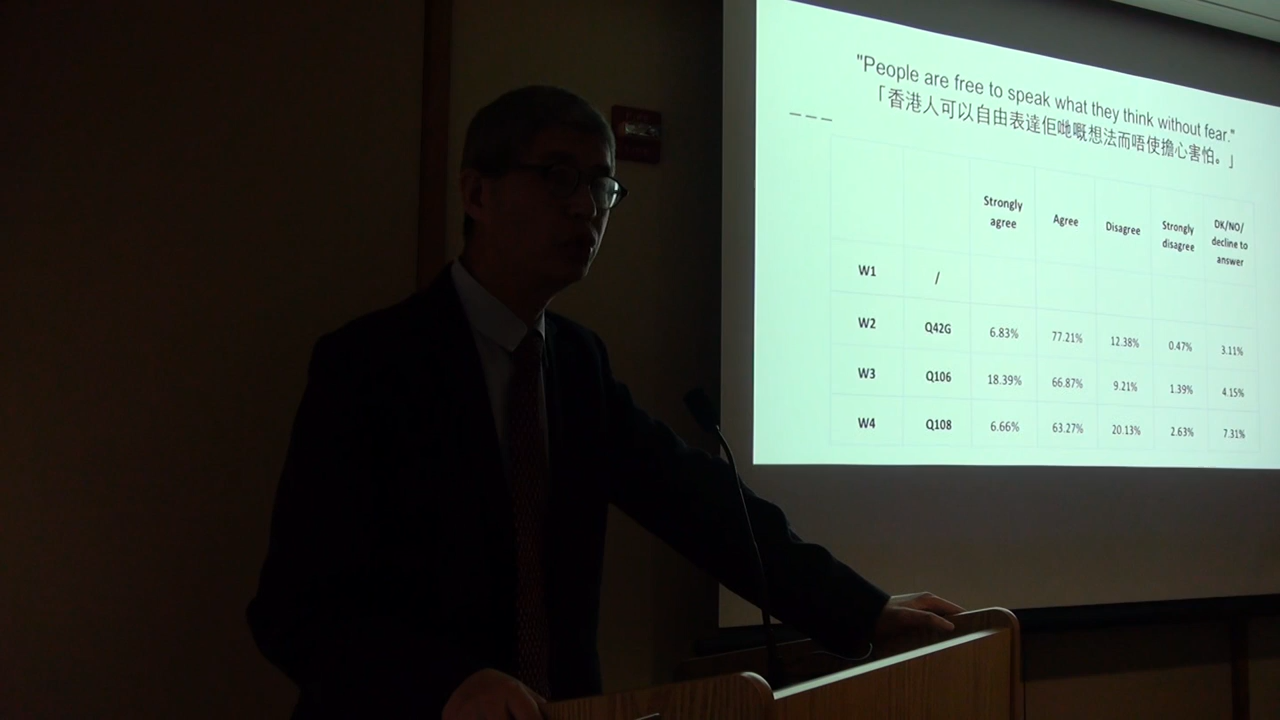 "People are free to speak what they think without fear."
「香港人可以自由表達佢哋嘅想法而唔使擔心害怕。」
Strongly agree Agree Disagree Strongly disagree DK/NO/ decline to answer
W1 /
W2 Q42G 6.83% 77.21% 12.38% 0.47% 3.11%
W3 Q106 18.39% 66.87% 9.21% 1.39% 4.15%
W4 Q108 6.66% 63.27% 20.13% 2.63% 7.31%